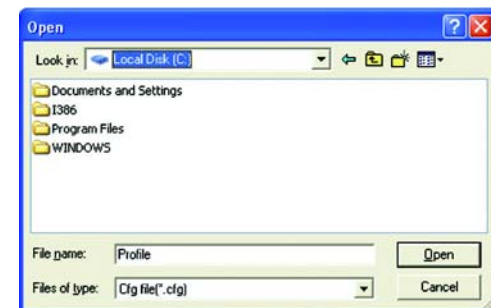 Open
Look in: Local Disk (C:)
Documents and Settings
I386
Program Files
WINDOWS
File name: Profile Open
Files of type: Cfg file(*.cfg) Cancel